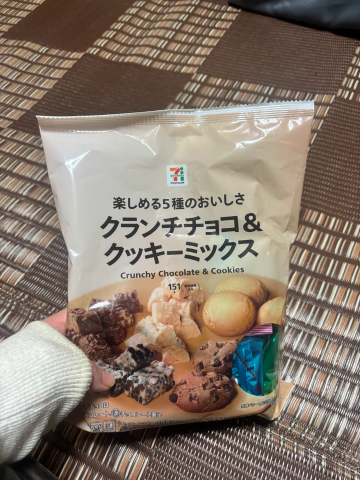 楽しめる5種のおいしさ
クランチチョコ&
クッキーミックス
Crunchy Chocolate & Cookies
151